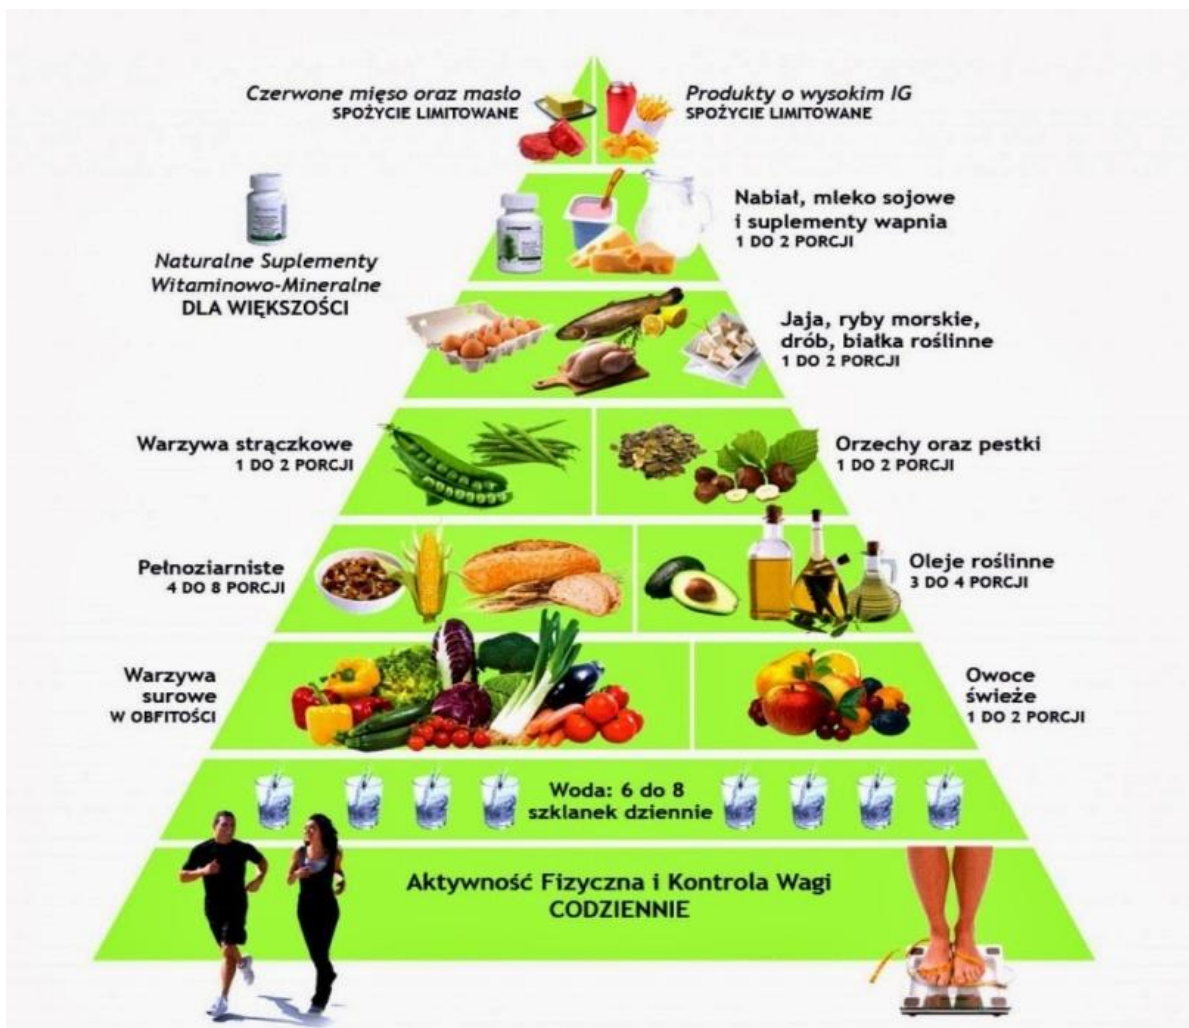 Czerwone mięso oraz masło
SPOŻYCIE LIMITOWANE
Produkty o wysokim IG
SPOŻYCIE LIMITOWANE
Nabiał, mleko sojowe
i suplementy wapnia
1 DO 2 PORCJI
Naturalne Suplementy
Witaminowo-Mineralne
DLA WIĘKSZOŚCI
Jaja, ryby morskie,
drób, białka roślinne
1 DO 2 PORCJI
Warzywa strączkowe
1 DO 2 PORCJI
Orzechy oraz pestki
1 DO 2 PORCJI
Pełnoziarniste
4 DO 8 PORCJI
Oleje roślinne
3 DO 4 PORCJI
Warzywa
surowe
W OBFITOŚCI
Owoce
świeże
1 DO 2 PORCJI
Woda: 6 do 8
szklanek dziennie
Aktywność Fizyczna i Kontrola Wagi
CODZIENNIE